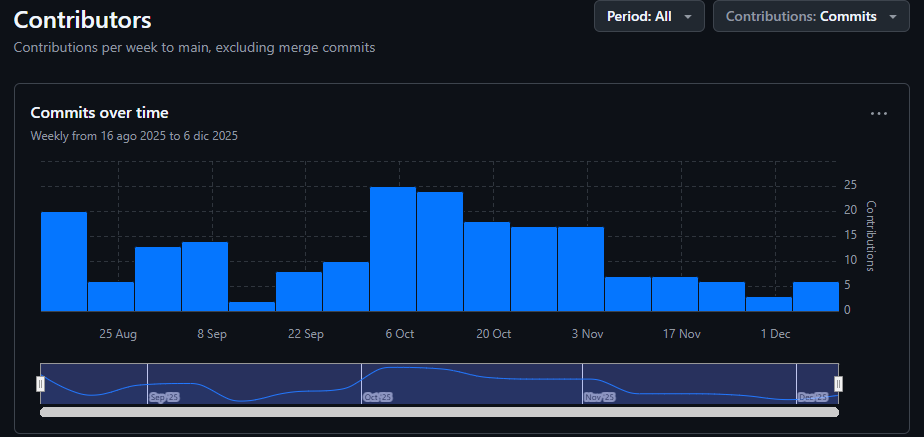 Contributors
Period: All
Contributions: Commits
Contributions per week to main, excluding merge commits
Commits over time
Weekly from 16 ago 2025 to 6 dic 2025
25
20
15
10
5
0
Contributions
25 Aug 8 Sep 22 Sep 6 Oct 20 Oct 3 Nov 17 Nov 1 Dec
Sep '25 Oct '25 Nov '25 Dec '25